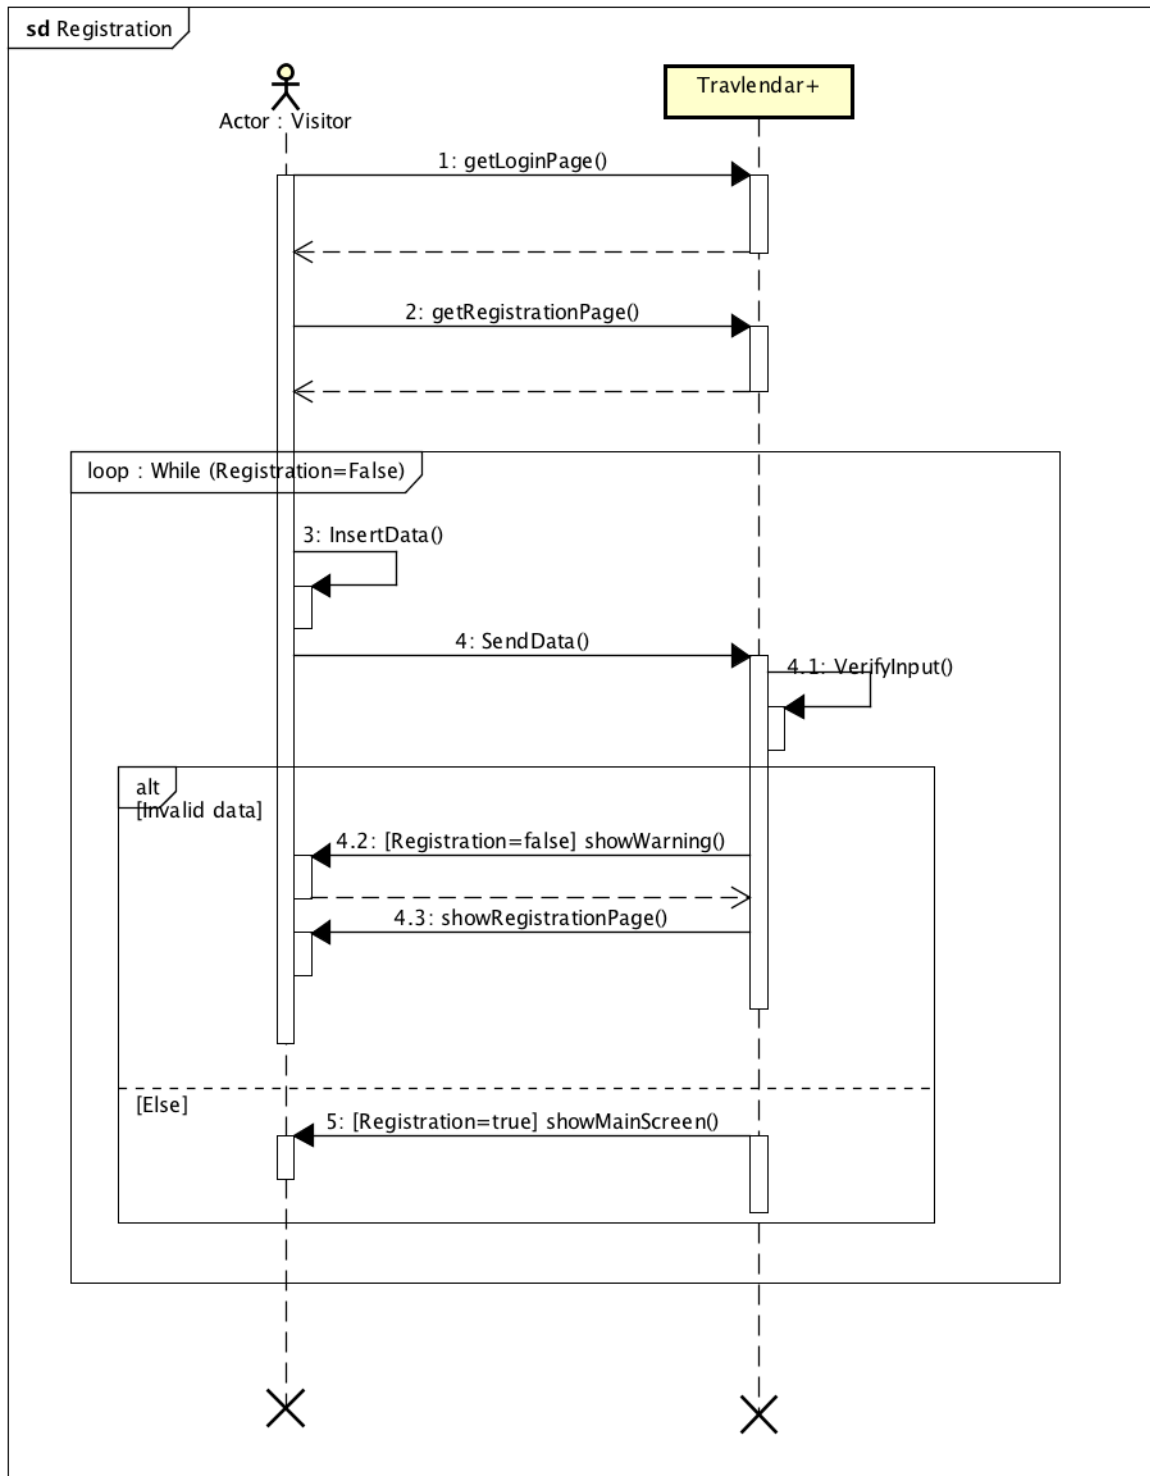 sd Registration
Actor : Visitor
Travlendar+
1: getLoginPage()
2: getRegistrationPage()
loop : While (Registration=False)
3: InsertData()
4: SendData()
4.1: VerifyInput()
alt
[Invalid data]
4.2: [Registration=false] showWarning()
4.3: showRegistrationPage()
[Else]
5: [Registration=true] showMainScreen()